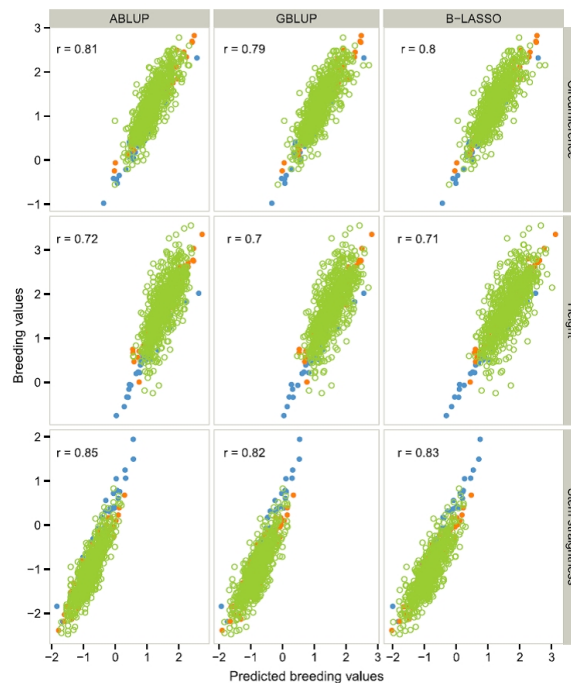 ABLUP GBLUP B−LASSO
r = 0.81 r = 0.79 r = 0.8
3
2
1
0
−1
r = 0.72 r = 0.7 r = 0.71
3
2
1
0
Breeding values
r = 0.85 r = 0.82 r = 0.83
2
1
0
−1
−2
−2 −1 0 1 2 −2 −1 0 1 2 3 −2 −1 0 1 2 3
Predicted breeding values